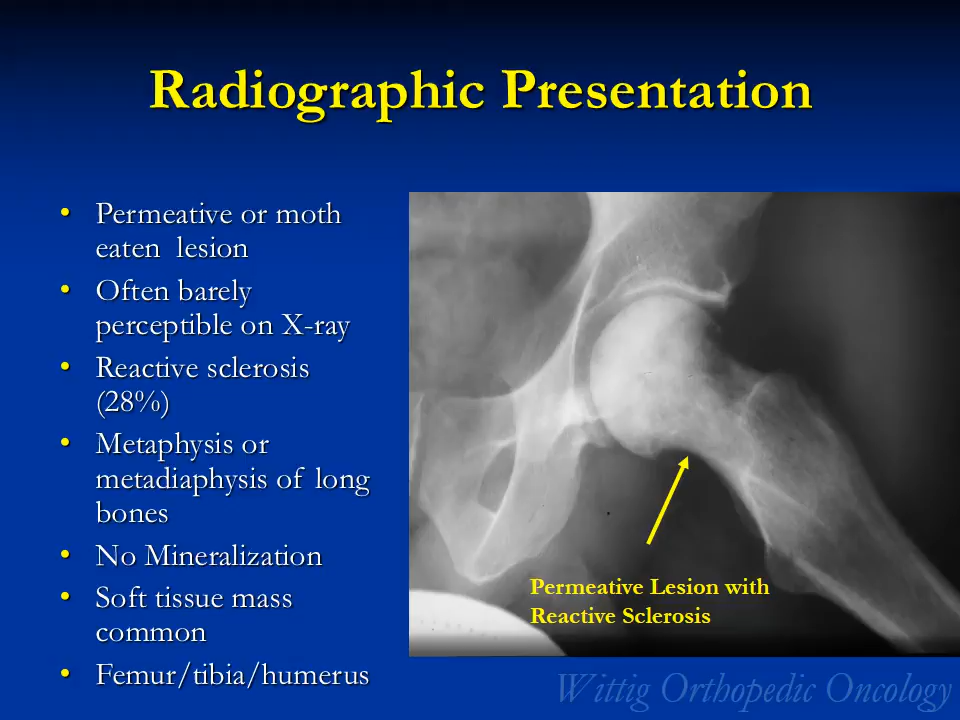 Radiographic Presentation
• Permeative or moth
eaten lesion
• Often barely
perceptible on X-ray
• Reactive sclerosis
(28%)
• Metaphysis or
metadiaphysis of long
bones
• No Mineralization
• Soft tissue mass
common
• Femur/tibia/humerus
Permeative Lesion with
Reactive Sclerosis
Wittig Orthopedic Oncology